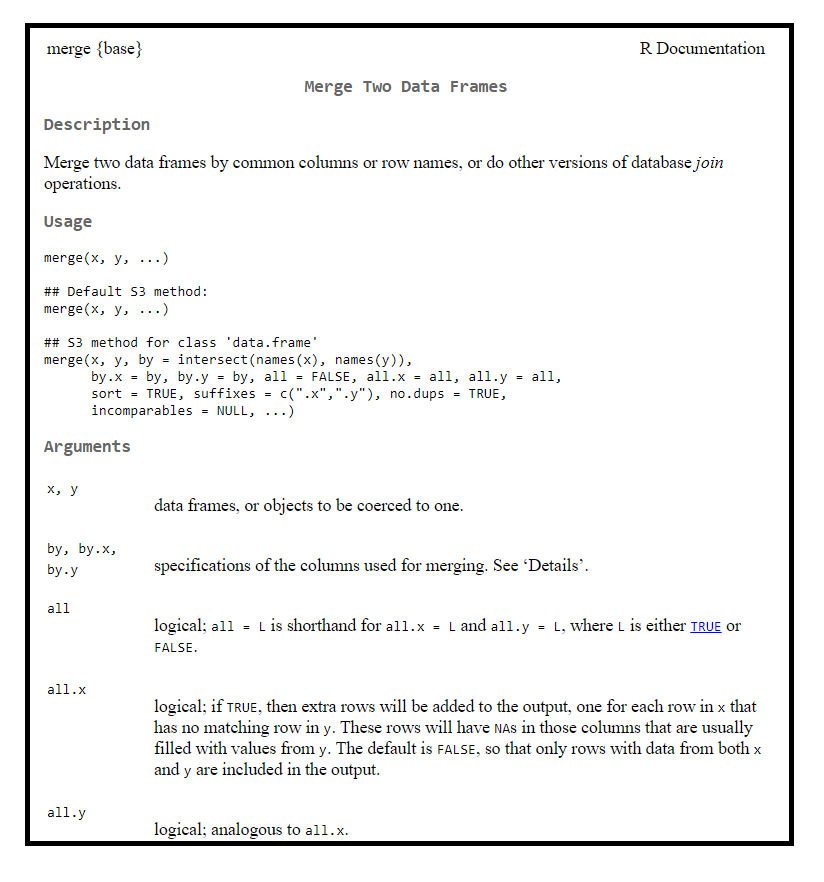 merge {base} R Documentation
Merge Two Data Frames
Description
Merge two data frames by common columns or row names, or do other versions of database join
operations.
Usage
merge(x, y, ...)
## Default S3 method:
merge(x, y, ...)
## S3 method for class 'data.frame'
merge(x, y, by = intersect(names(x), names(y)),
      by.x = by, by.y = by, all = FALSE, all.x = all, all.y = all,
      sort = TRUE, suffixes = c(".x",".y"), no.dups = TRUE,
      incomparables = NULL, ...)
Arguments
x, y
data frames, or objects to be coerced to one.
by, by.x,
by.y
specifications of the columns used for merging. See ‘Details’.
all
logical; all = L is shorthand for all.x = L and all.y = L, where L is either TRUE or
FALSE.
all.x
logical; if TRUE, then extra rows will be added to the output, one for each row in x that
has no matching row in y. These rows will have NAs in those columns that are usually
filled with values from y. The default is FALSE, so that only rows with data from both x
and y are included in the output.
all.y
logical; analogous to all.x.